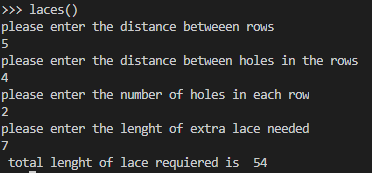 >>> laces()
please enter the distance betweeen rows
5
please enter the distance between holes in the rows
4
please enter the number of holes in each row
2
please enter the lenght of extra lace needed
7
 total lenght of lace requiered is  54